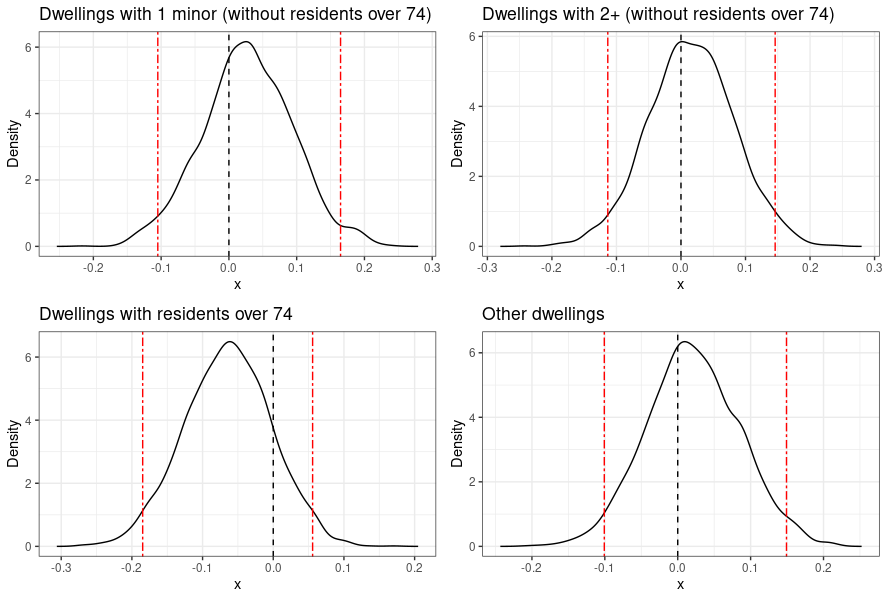 Dwellings with 1 minor (without residents over 74)
Density
6
4
2
0
-0.2 -0.1 0.0 0.1 0.2 0.3
x
Dwellings with 2+ (without residents over 74)
Density
6
4
2
0
-0.3 -0.2 -0.1 0.0 0.1 0.2 0.3
x
Dwellings with residents over 74
Density
6
4
2
0
-0.3 -0.2 -0.1 0.0 0.1 0.2
x
Other dwellings
Density
6
4
2
0
-0.2 -0.1 0.0 0.1 0.2
x